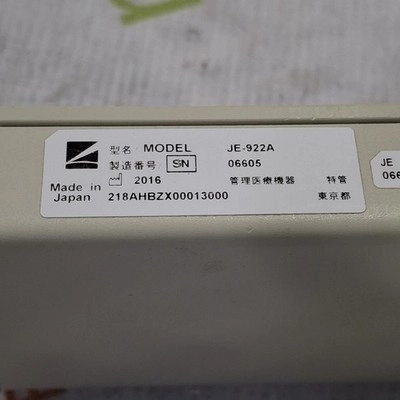 型名 MODEL JE-922A
製造番号 SN 06605
2016 管理医療機器 特管
Made in
Japan 218AHBZX00013000 東京都
JE
066